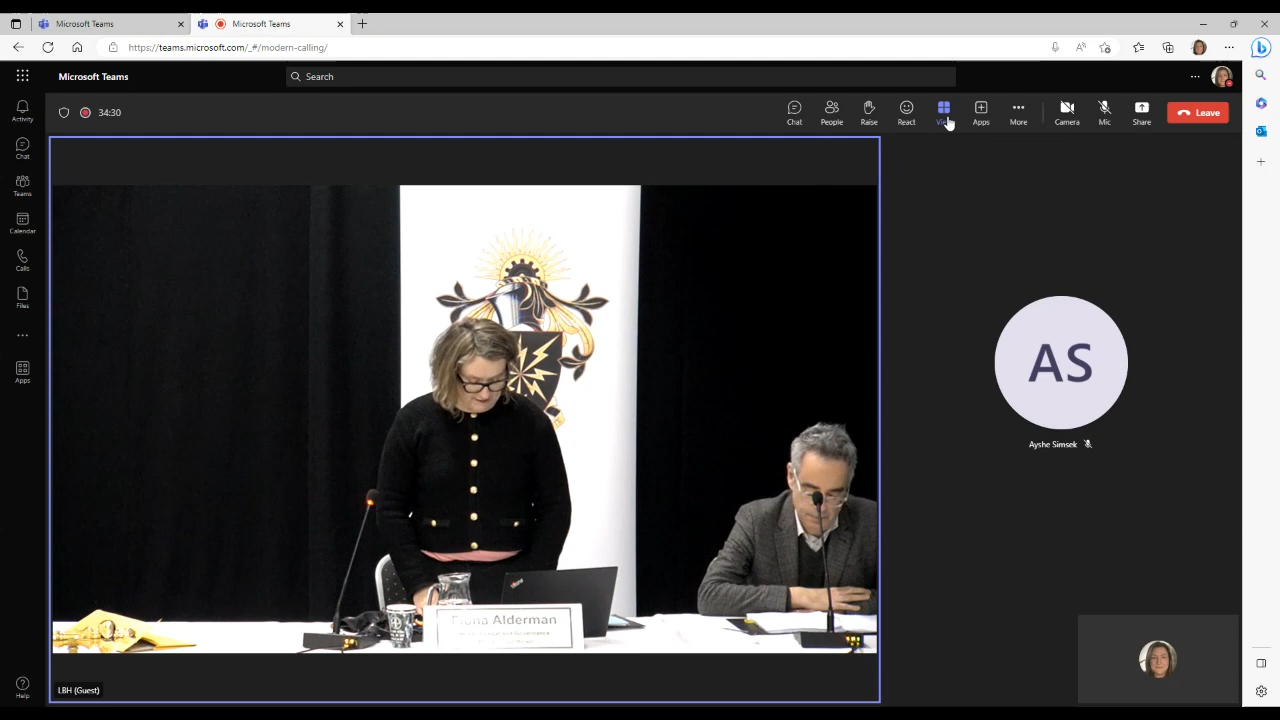 Microsoft Teams
Microsoft Teams
https://teams.microsoft.com/_#/modern-calling/
Microsoft Teams
Search
34:30
Chat
People
Raise
React
Apps
More
Camera
Mic
Share
Leave
Activity
Chat
Teams
Calendar
Calls
Files
Apps
Help
AS
Ayshe Simsek
Fiona Alderman
LBH (Guest)